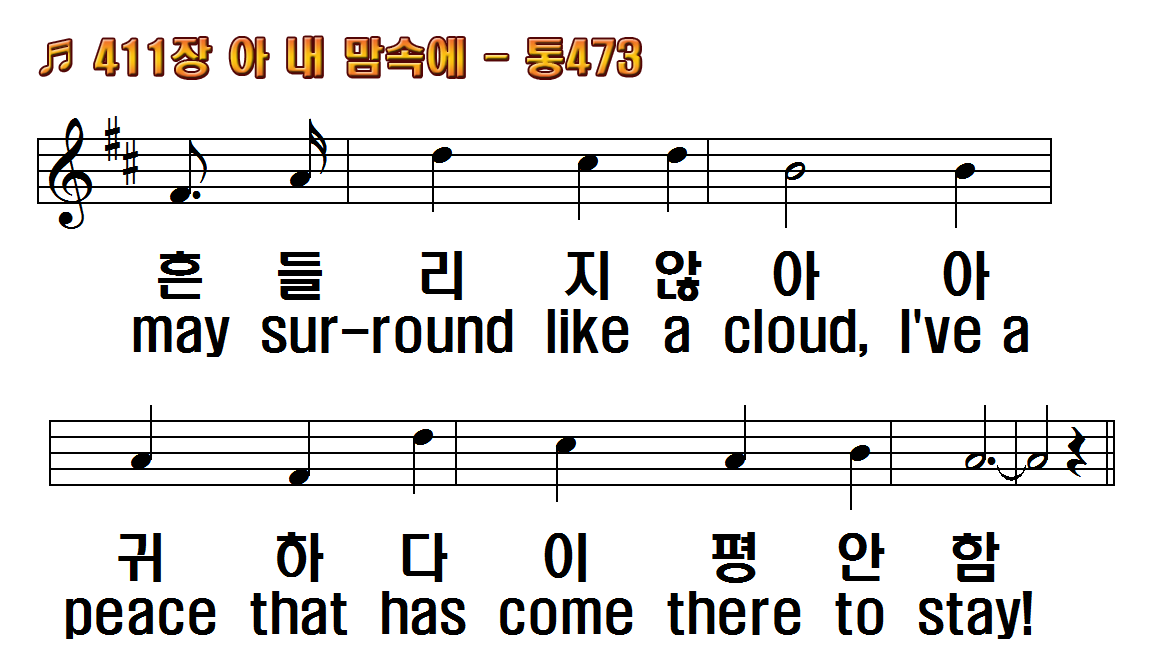 ♬ 411장 아 내 맘속에 - 통473
흔 들 리 지 않 아 아
may sur-round like a cloud, I've a
귀 하 다 이 평 안 함
peace that has come there to stay!